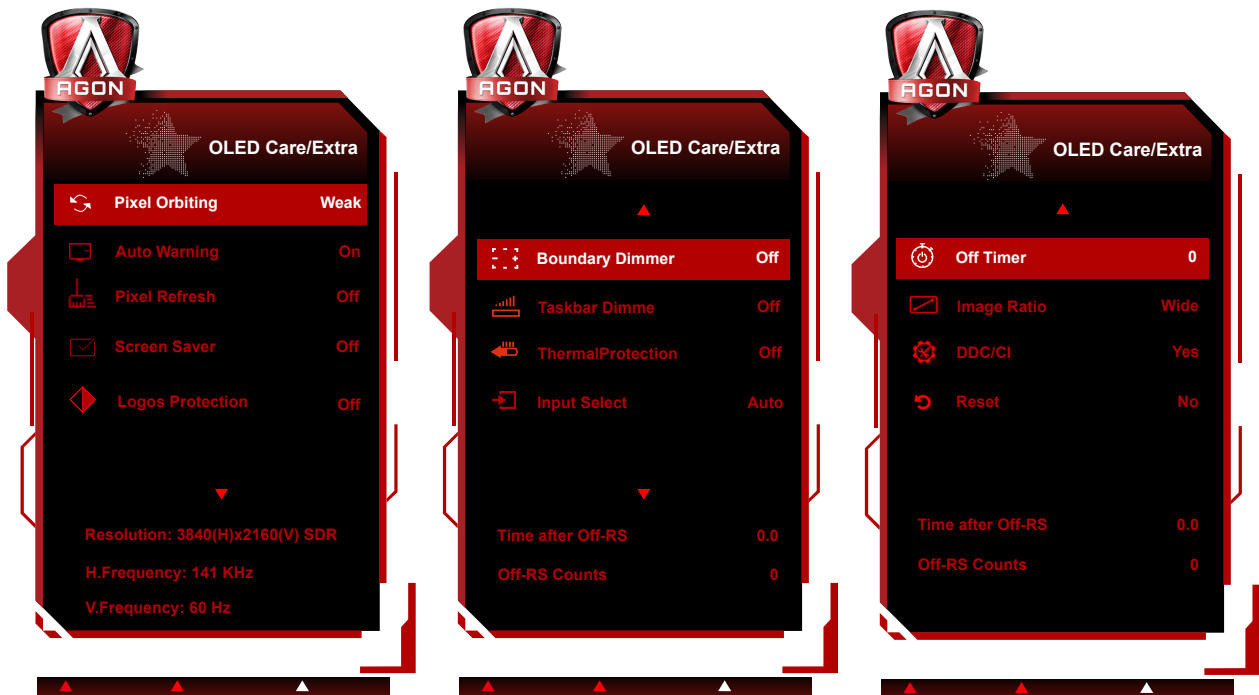 AGON
OLED Care/Extra
Pixel Orbiting Weak
Auto Warning On
Pixel Refresh Off
Screen Saver Off
Logos Protection Off
Resolution: 3840(H)x2160(V) SDR
H.Frequency: 141 KHz
V.Frequency: 60 Hz
AGON
OLED Care/Extra
Boundary Dimmer Off
Taskbar Dimme Off
ThermalProtection Off
Input Select Auto
Time after Off-RS 0.0
Off-RS Counts 0
AGON
OLED Care/Extra
Off Timer 0
Image Ratio Wide
DDC/CI Yes
Reset No
Time after Off-RS 0.0
Off-RS Counts 0